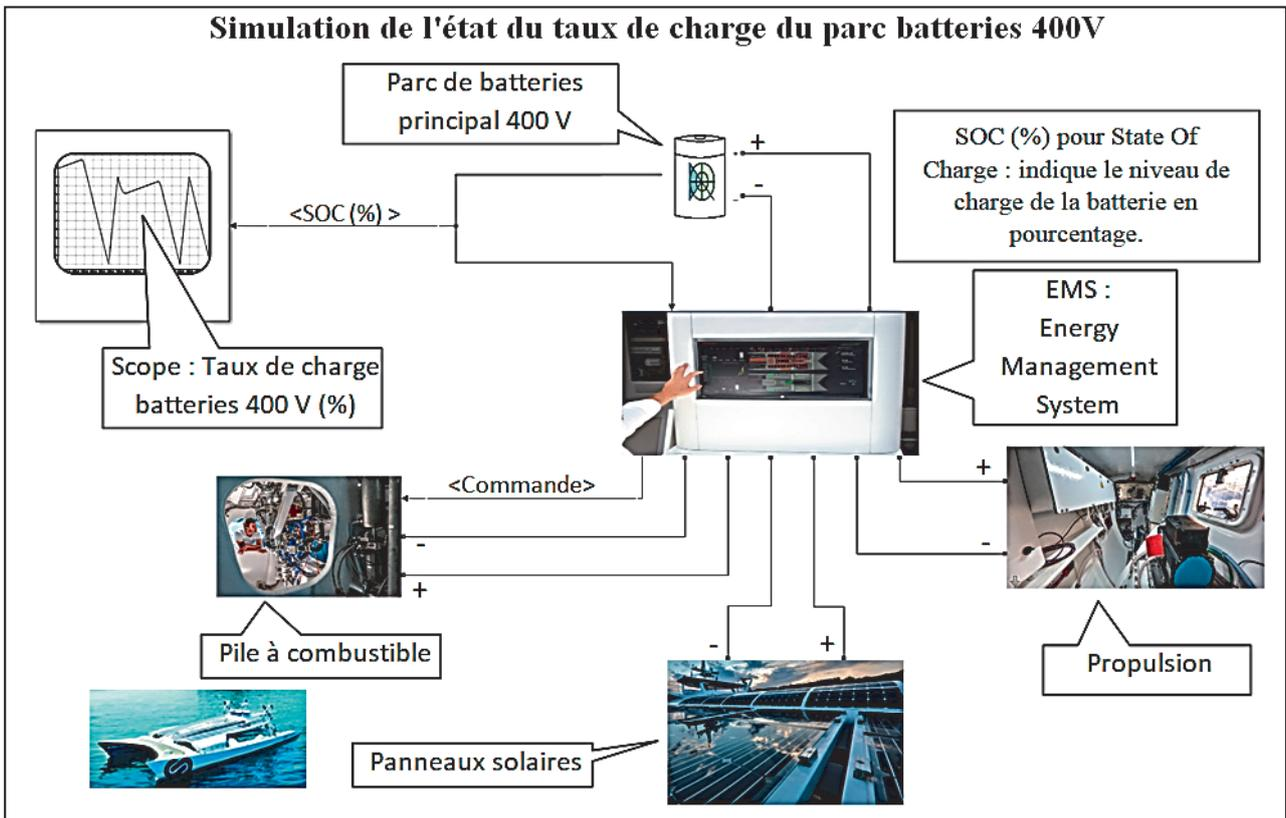 Simulation de l'état du taux de charge du parc batteries 400V
Parc de batteries
principal 400 V
+
-
SOC (%) pour State Of
Charge : indique le niveau de
charge de la batterie en
pourcentage.
<SOC (%) >
EMS :
Energy
Management
System
Scope : Taux de charge
batteries 400 V (%)
<Commande>
-
+
+
-
Pile à combustible
-
+
Propulsion
Panneaux solaires